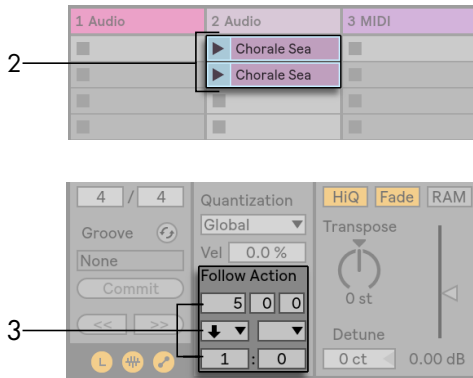 1 Audio 2 Audio 3 MIDI
2
Chorale Sea
Chorale Sea
4 / 4 Quantization HiQ Fade RAM
Groove Global Transpose
None Vel 0.0 %
Follow Action
Commit 5 0 0 0 st
3 << >> Detune
L 1 : 0 0 ct 0.00 dB